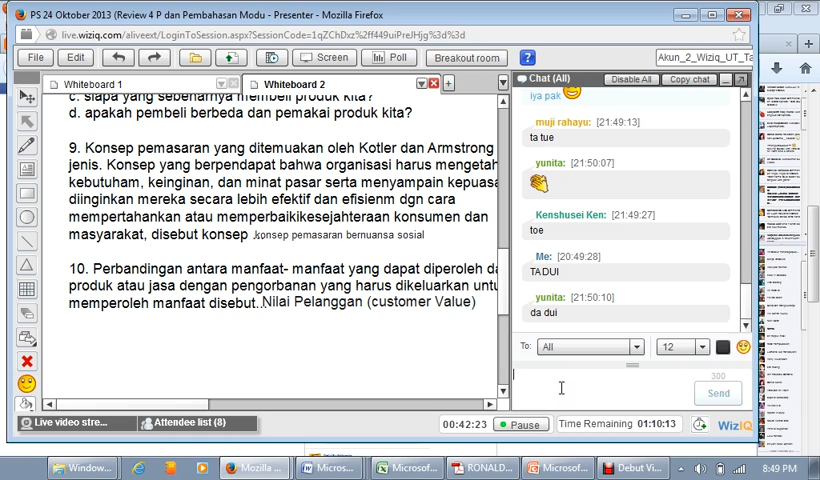 PS 24 Oktober 2013 (Review 4 P dan Pembahasan Modu - Presenter - Mozilla Firefox
live.wiziq.com/aliveext/LoginToSession.aspx?SessionCode=1qZChDxz%2ff449uiPreJHjg%3d%3d
File
Edit
Screen
Poll
Breakout room
?
Akun_2_Wiziq_UT_Ta
Whiteboard 1
Whiteboard 2
c. siapa yang sebenarnya membeli produk kita?
d. apakah pembeli berbeda dan pemakai produk kita?
9. Konsep pemasaran yang ditemuakan oleh Kotler dan Armstrong
jenis. Konsep yang berpendapat bahwa organisasi harus mengetah
kebutuham, keinginan, dan minat pasar serta menyampain kepuasa
diinginkan mereka secara lebih efektif dan efisienm dgn cara
mempertahankan atau memperbaikikesejahteraan konsumen dan
masyarakat, disebut konsep .konsep pemasaran bernuansa sosial
10. Perbandingan antara manfaat- manfaat yang dapat diperoleh da
produk atau jasa dengan pengorbanan yang harus dikeluarkan untu
memperoleh manfaat disebut..Nilai Pelanggan (customer Value)
Chat (All)
Disable All
Copy chat
iya pak
muji rahayu: [21:49:13]
ta tue
yunita: [21:50:07]
Kenshusei Ken: [21:49:27]
toe
Me: [20:49:28]
TA DUI
yunita: [21:50:10]
da dui
To:
All
12
300
Send
Live video stre...
Attendee list (8)
00:42:23
Pause
Time Remaining
01:10:13
WizIQ
Window...
Mozilla ...
Micros...
Microsof...
RONALD...
Microsof...
Debut Vi...
8:49 PM